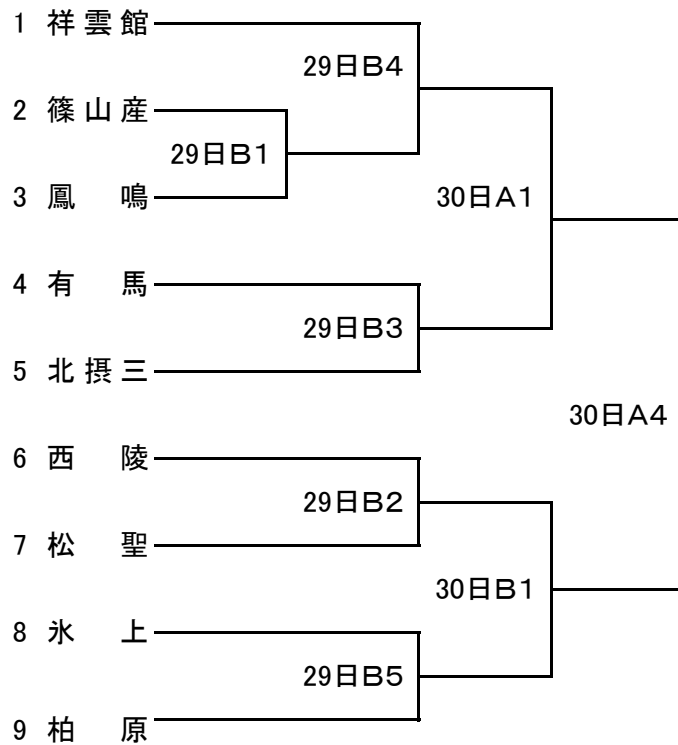 1 祥雲館
29日B4
2 篠山産
29日B1
3 鳳 鳴
30日A1
4 有 馬
29日B3
5 北摂三
30日A4
6 西 陵
29日B2
7 松 聖
30日B1
8 氷 上
29日B5
9 柏 原